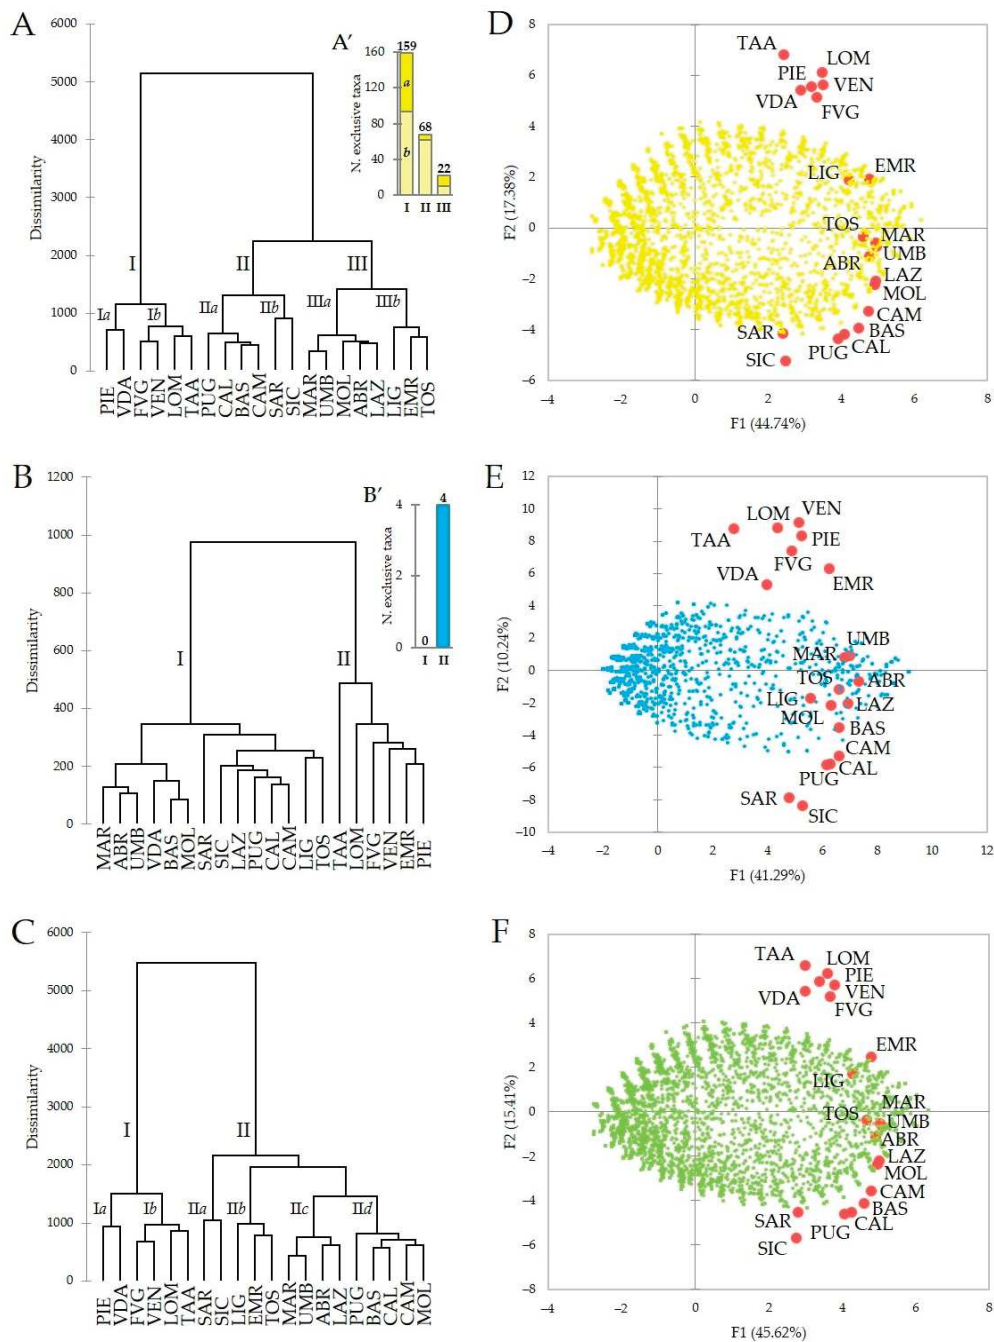 A
6000
5000
4000
3000
2000
1000
0
Dissimilarity
I
II
III
Ia
Ib
IIa
IIb
IIIa
IIIb
PIE VDA FVG VEN LOM TAA PUG CAL BAS CAM SAR SIC MAR UMB MOL ABR LAZ LIG EMR TOS
A′
160
120
80
40
0
N. exclusive taxa
159
68
22
a
b
I II III
D
8
6
4
2
0
−2
−4
−6
F2 (17.38%)
TAA
LOM
PIE
VEN
VDA
FVG
LIG
EMR
TOS
MAR
UMB
ABR
LAZ
MOL
CAM
SAR
BAS
CAL
PUG
SIC
−4 −2 0 2 4 6 8
F1 (44.74%)
B
1200
1000
800
600
400
200
0
Dissimilarity
I
II
MAR ABR UMB VDA BAS MOL SAR SIC LAZ PUG CAL CAM LIG TOS TAA LOM FVG VEN EMR PIE
B′
4
2
0
N. exclusive taxa
4
0
I II
E
12
10
8
6
4
2
0
−2
−4
−6
−8
−10
F2 (10.24%)
VEN
LOM
TAA
PIE
FVG
VDA
EMR
UMB
MAR
TOS
ABR
LIG
LAZ
MOL
BAS
CAM
CAL
PUG
SAR
SIC
−4 −2 0 2 4 6 8 10 12
F1 (41.29%)
C
6000
5000
4000
3000
2000
1000
0
Dissimilarity
I
II
Ia
Ib
IIa
IIb
IIc
IId
PIE VDA FVG VEN LOM TAA SAR SIC LIG EMR TOS MAR UMB ABR LAZ PUG BAS CAL CAM MOL
F
8
6
4
2
0
−2
−4
−6
−8
F2 (15.41%)
TAA
LOM
PIE
VEN
VDA
FVG
EMR
LIG
MAR
TOS
UMB
ABR
LAZ
MOL
CAM
BAS
SAR
CAL
PUG
SIC
−4 −2 0 2 4 6 8
F1 (45.62%)